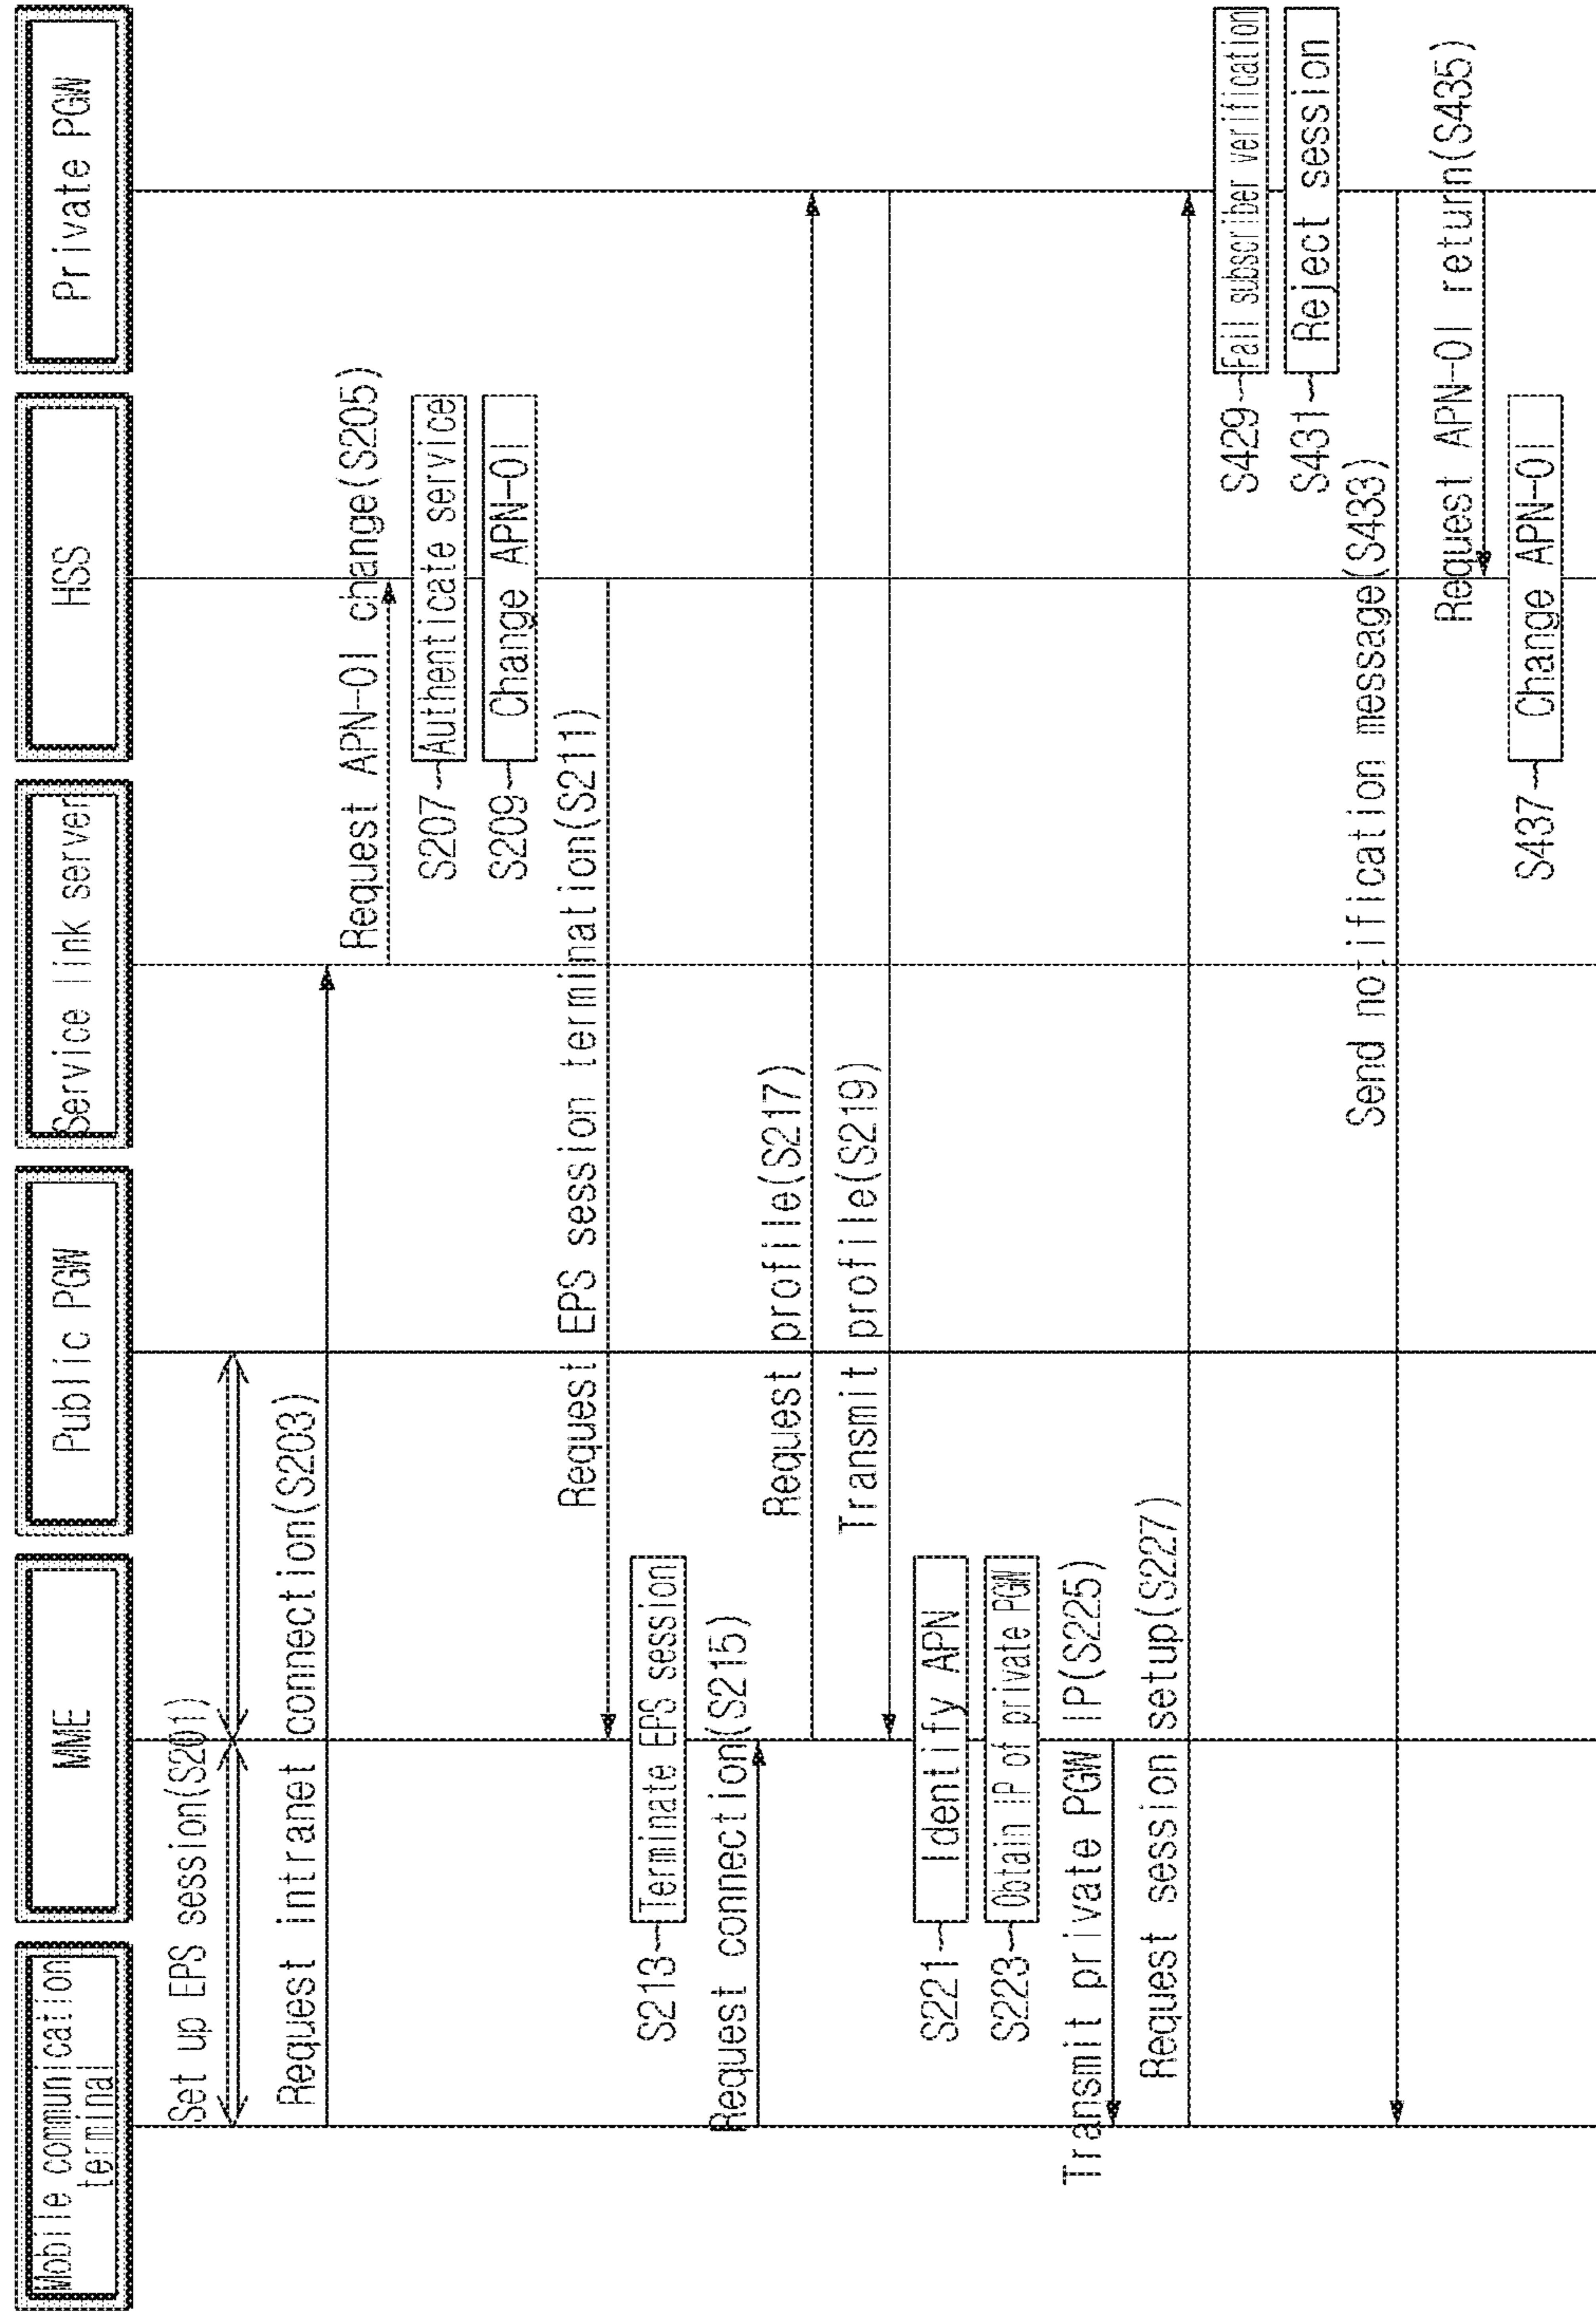 Mobile communication
terminal
MME
Public PGW
Service link server
HSS
Private PGW
Set up EPS session(S201)
Request intranet connection(S203)
Request APN-OI change(S205)
S207
Authenticate service
S209
Change APN-OI
Request EPS session termination(S211)
S213
Terminate EPS session
Request connection(S215)
Request profile(S217)
Transmit profile(S219)
S221
Identify APN
S223
Obtain IP of private PGW
Transmit private PGW IP(S225)
Request session setup(S227)
S429
Fail subscriber verification
S431
Reject session
Send notification message(S433)
Request APN-OI return(S435)
S437
Change APN-OI